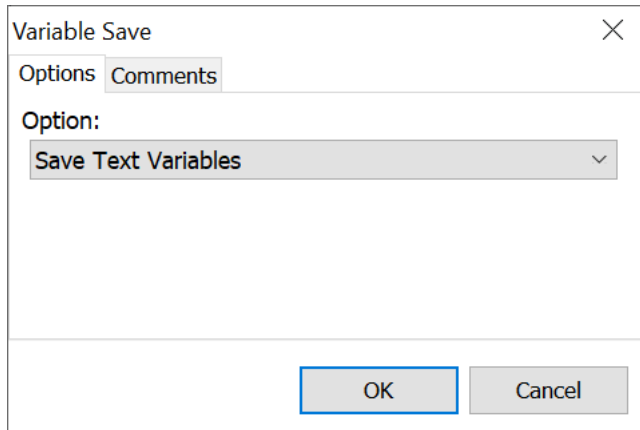 Variable Save
Options Comments
Option:
Save Text Variables
OK Cancel